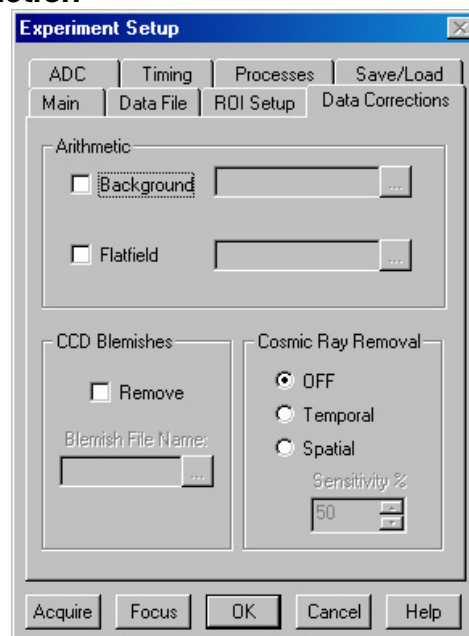 Experiment Setup
ADC Timing Processes Save/Load
Main Data File ROI Setup Data Corrections
Arithmetic
Background ...
Flatfield ...
CCD Blemishes
Remove
Blemish File Name:
...
Cosmic Ray Removal
OFF
Temporal
Spatial
Sensitivity %
50
Acquire Focus OK Cancel Help